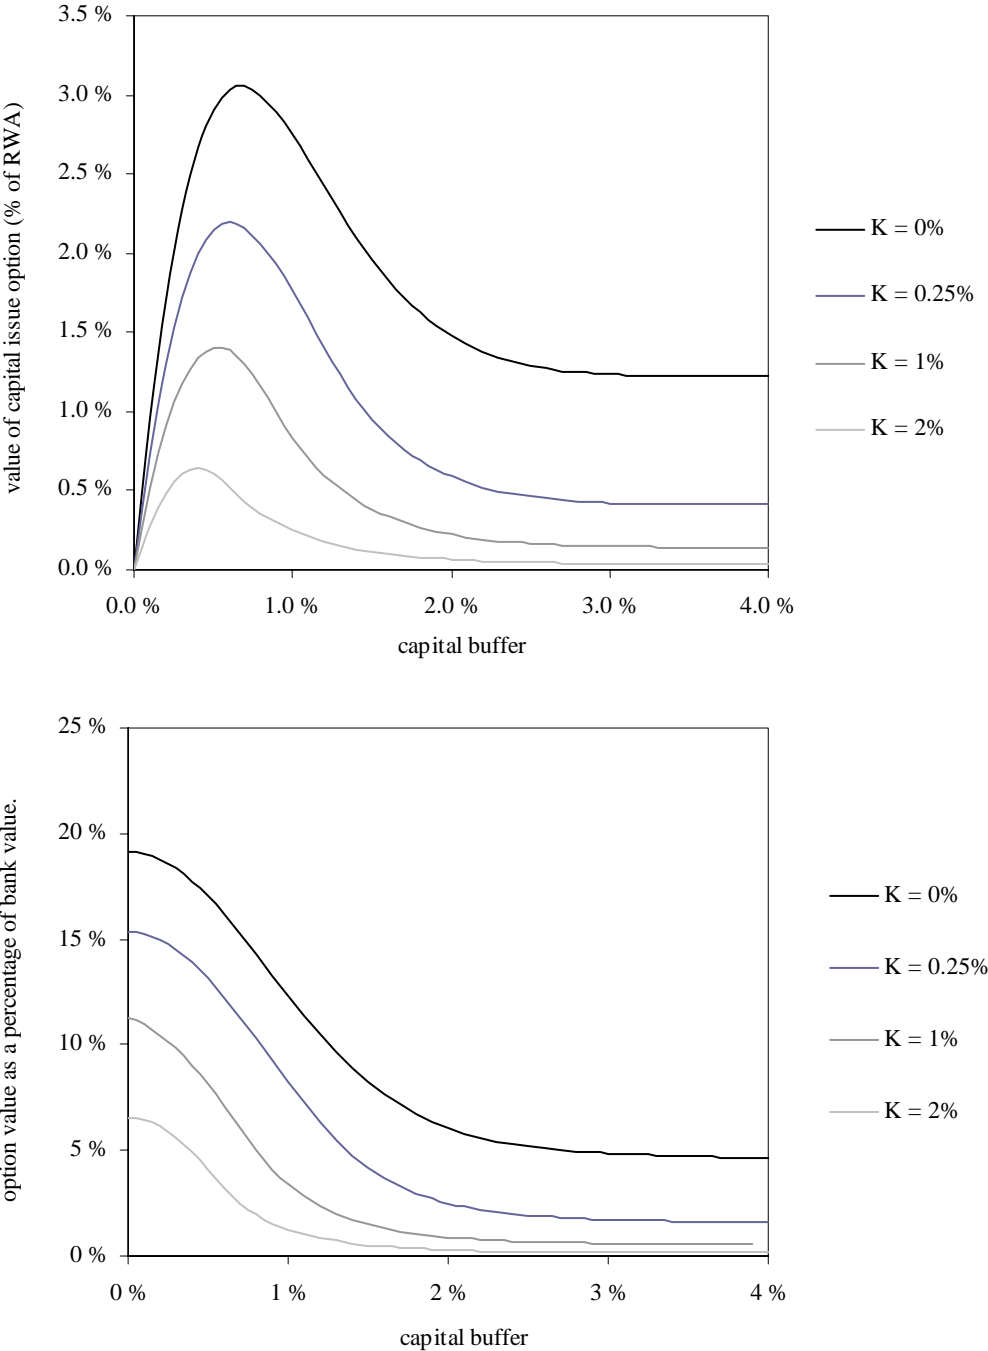 3.5 %
3.0 %
2.5 %
2.0 %
1.5 %
1.0 %
0.5 %
0.0 %
value of capital issue option (% of RWA)
0.0 % 1.0 % 2.0 % 3.0 % 4.0 %
capital buffer
K = 0%
K = 0.25%
K = 1%
K = 2%
25 %
20 %
15 %
10 %
5 %
0 %
option value as a percentage of bank value.
0 % 1 % 2 % 3 % 4 %
capital buffer
K = 0%
K = 0.25%
K = 1%
K = 2%